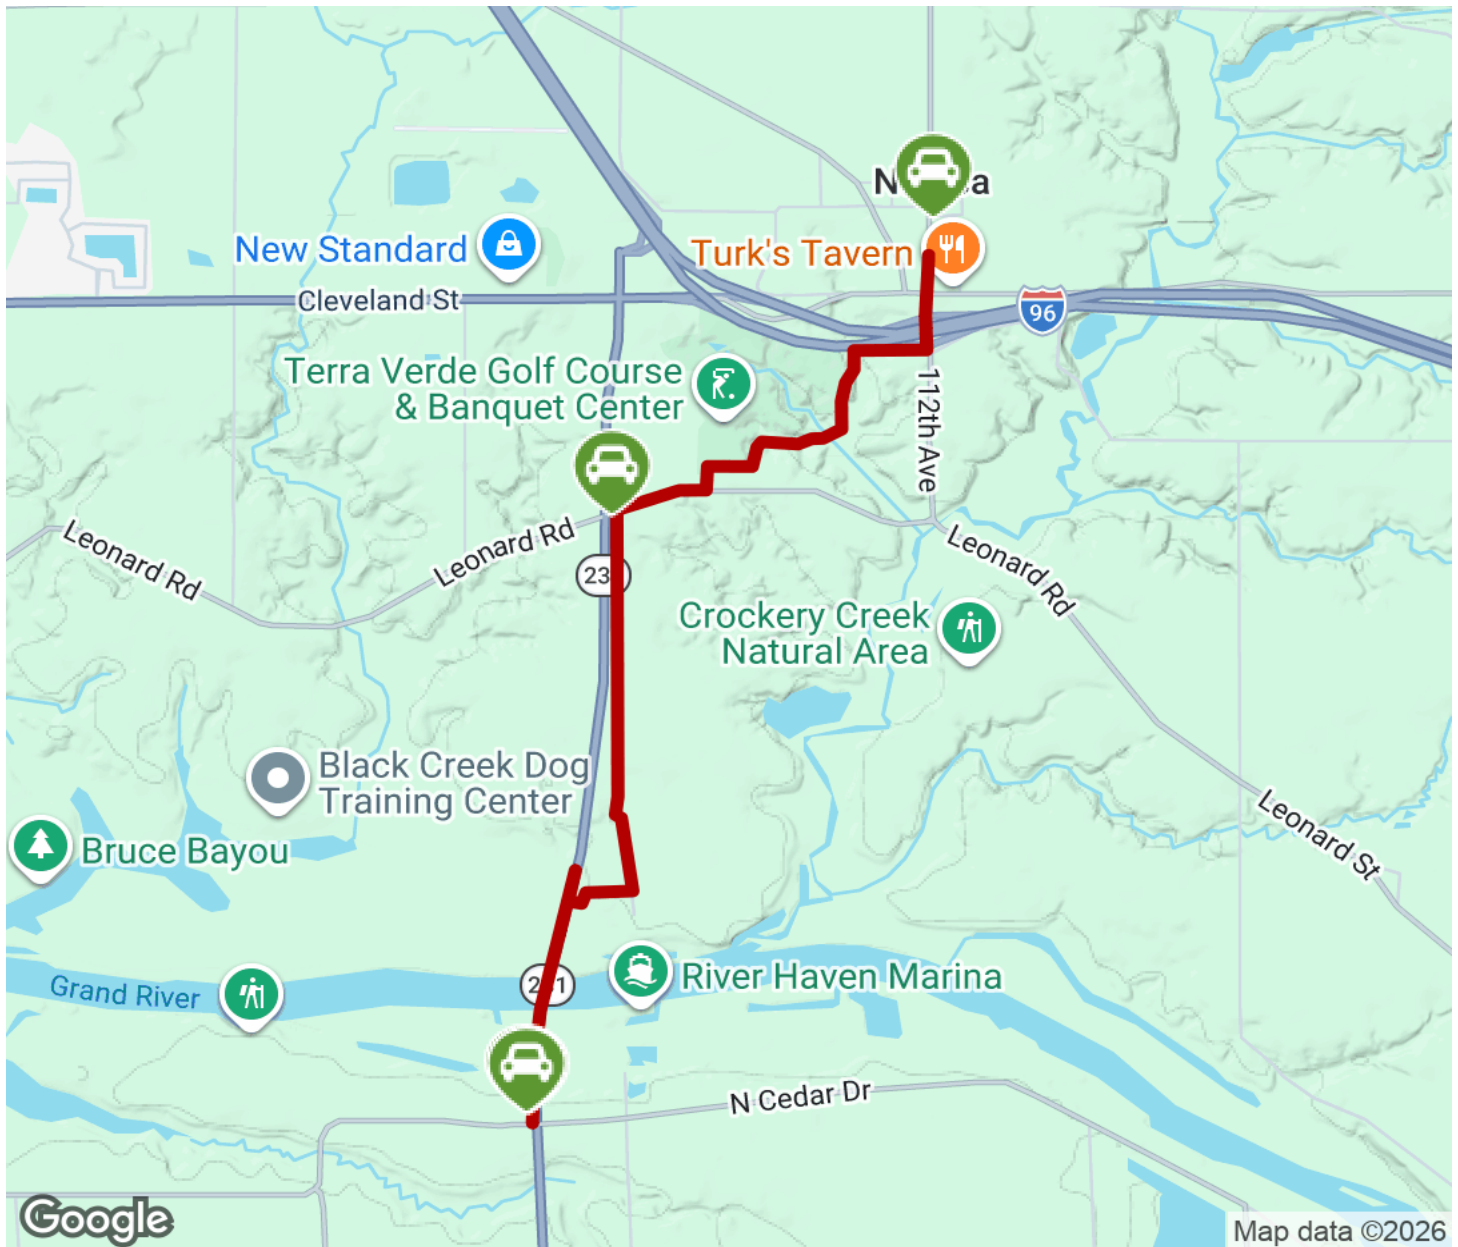 Turk's Tavern
New Standard
Cleveland St
96
Terra Verde Golf Course
& Banquet Center
112th Ave
Leonard Rd
Leonard Rd
Leonard Rd
Crockery Creek
Natural Area
Black Creek Dog
Training Center
Leonard St
Bruce Bayou
Grand River
River Haven Marina
N Cedar Dr
Google
Map data ©2026